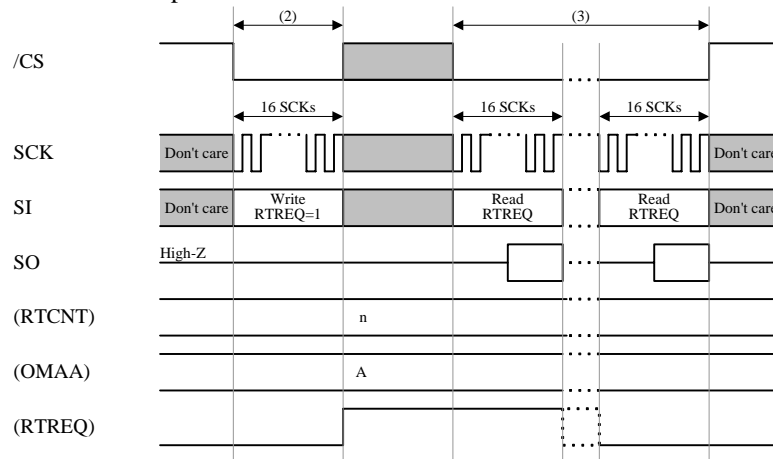 (2) (3)
/CS
16 SCKs 16 SCKs 16 SCKs
SCK Don't care Don't care
SI Don't care Write RTREQ=1 Read RTREQ Read RTREQ Don't care
SO High-Z
(RTCNT) n
(OMAA) A
(RTREQ)